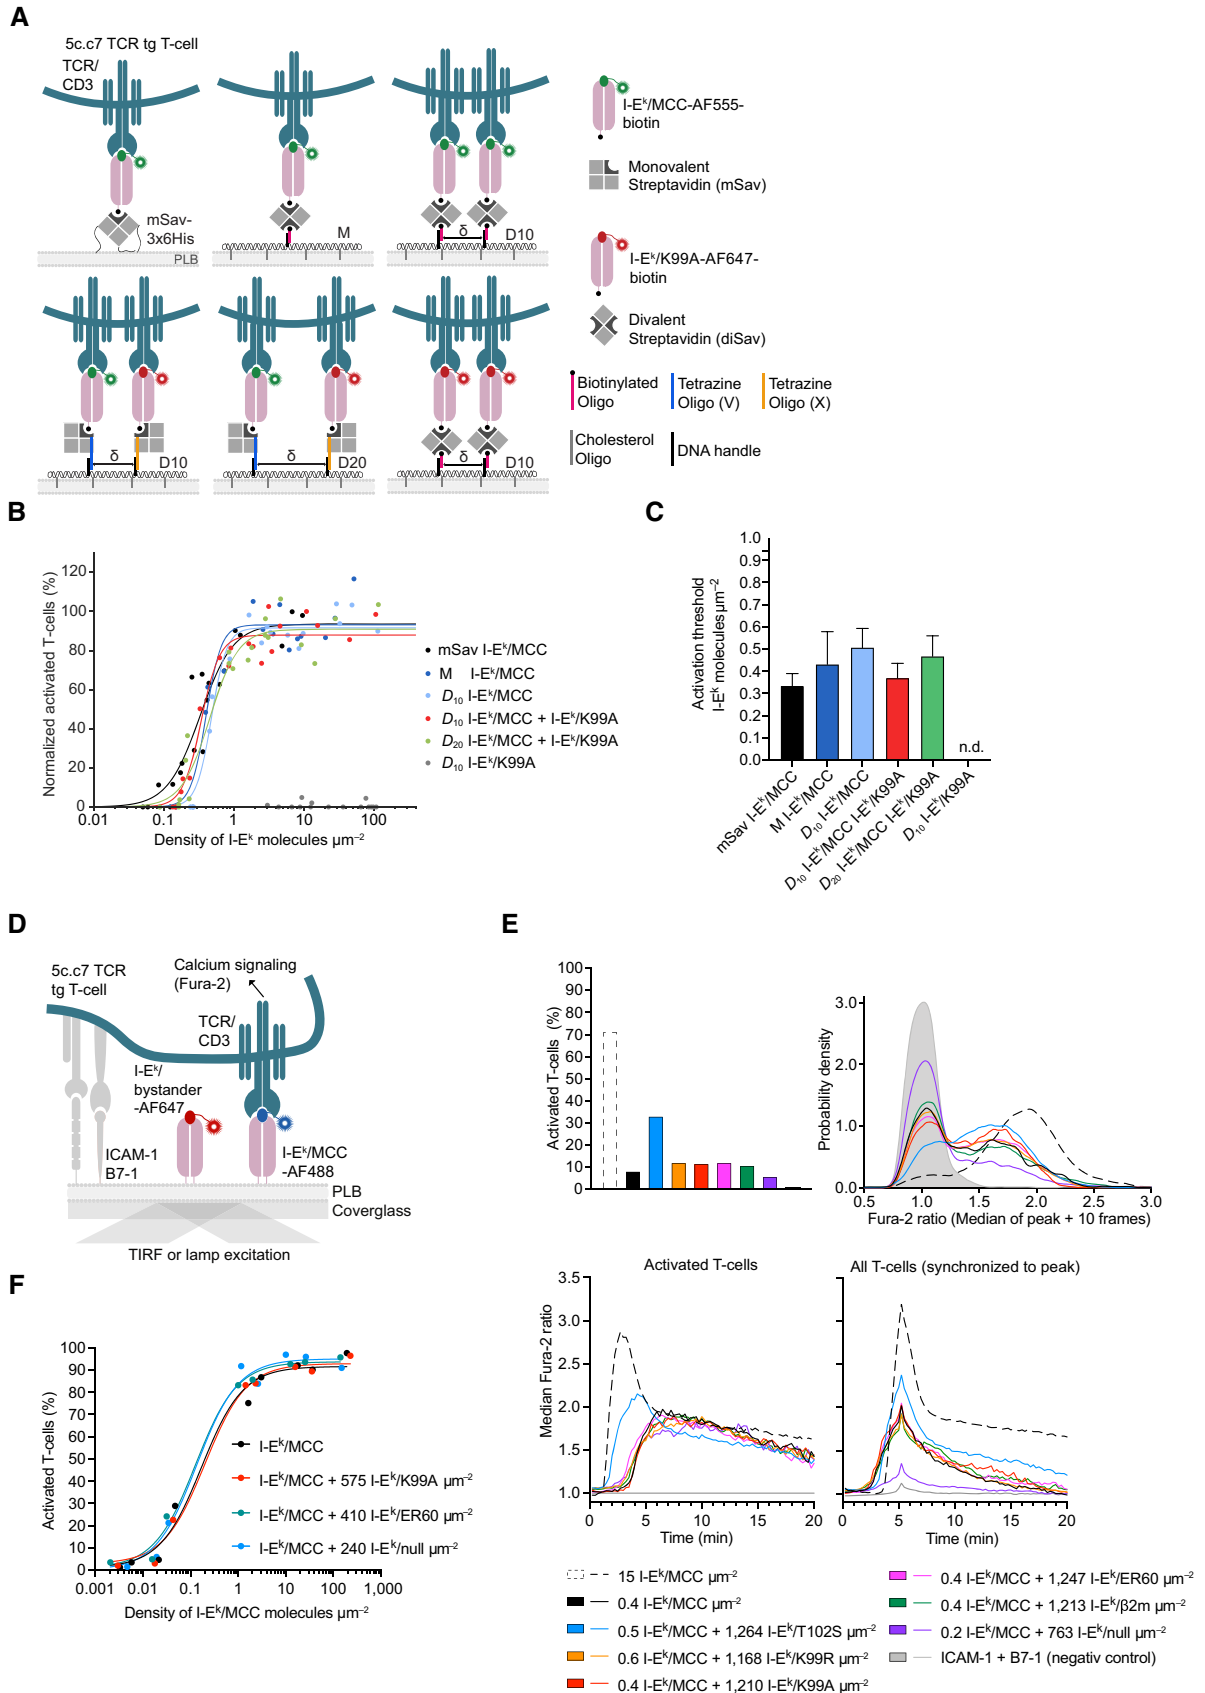 A
5c.c7 TCR tg T-cell
TCR/
CD3
mSav-
3x6His
PLB
M
δ
D10
I-Eᵏ/MCC-AF555-
biotin
Monovalent
Streptavidin (mSav)
I-Eᵏ/K99A-AF647-
biotin
Divalent
Streptavidin (diSav)
δ
D10
δ
D20
δ
D10
Biotinylated
Oligo
Tetrazine
Oligo (V)
Tetrazine
Oligo (X)
Cholesterol
Oligo
DNA handle
B
Normalized activated T-cells (%)
120
100
80
60
40
20
0
0.01
0.1
1
10
100
Density of I-Eᵏ molecules µm⁻²
mSav I-Eᵏ/MCC
M I-Eᵏ/MCC
D₁₀ I-Eᵏ/MCC
D₁₀ I-Eᵏ/MCC + I-Eᵏ/K99A
D₂₀ I-Eᵏ/MCC + I-Eᵏ/K99A
D₁₀ I-Eᵏ/K99A
C
Activation threshold
I-Eᵏ molecules µm⁻²
1.0
0.9
0.8
0.7
0.6
0.5
0.4
0.3
0.2
0.1
0.0
n.d.
mSav I-Eᵏ/MCC
M I-Eᵏ/MCC
D₁₀ I-Eᵏ/MCC
D₁₀ I-Eᵏ/MCC I-Eᵏ/K99A
D₂₀ I-Eᵏ/MCC I-Eᵏ/K99A
D₁₀ I-Eᵏ/K99A
D
5c.c7 TCR
tg T-cell
Calcium signaling
(Fura-2)
TCR/
CD3
I-Eᵏ/
bystander
-AF647
ICAM-1
B7-1
I-Eᵏ/MCC
-AF488
PLB
Coverglass
TIRF or lamp excitation
E
Activated T-cells (%)
100
90
80
70
60
50
40
30
20
10
0
Probability density
3.0
2.0
1.0
0.0
0.5
1.0
1.5
2.0
2.5
3.0
Fura-2 ratio (Median of peak + 10 frames)
Activated T-cells
Median Fura-2 ratio
3.5
3.0
2.5
2.0
1.5
1.0
0
5
10
15
20
Time (min)
All T-cells (synchronized to peak)
0
5
10
15
20
Time (min)
15 I-Eᵏ/MCC µm⁻²
0.4 I-Eᵏ/MCC µm⁻²
0.5 I-Eᵏ/MCC + 1,264 I-Eᵏ/T102S µm⁻²
0.6 I-Eᵏ/MCC + 1,168 I-Eᵏ/K99R µm⁻²
0.4 I-Eᵏ/MCC + 1,210 I-Eᵏ/K99A µm⁻²
0.4 I-Eᵏ/MCC + 1,247 I-Eᵏ/ER60 µm⁻²
0.4 I-Eᵏ/MCC + 1,213 I-Eᵏ/β2m µm⁻²
0.2 I-Eᵏ/MCC + 763 I-Eᵏ/null µm⁻²
ICAM-1 + B7-1 (negativ control)
F
Activated T-cells (%)
100
90
80
70
60
50
40
30
20
10
0
0.001
0.01
0.1
1
10
100
1,000
Density of I-Eᵏ/MCC molecules µm⁻²
I-Eᵏ/MCC
I-Eᵏ/MCC + 575 I-Eᵏ/K99A µm⁻²
I-Eᵏ/MCC + 410 I-Eᵏ/ER60 µm⁻²
I-Eᵏ/MCC + 240 I-Eᵏ/null µm⁻²